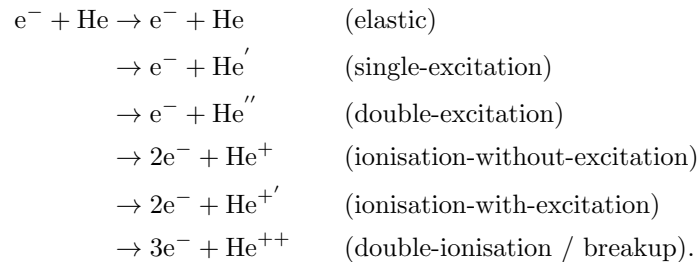 e⁻ + He → e⁻ + He (elastic)
→ e⁻ + He′ (single-excitation)
→ e⁻ + He′′ (double-excitation)
→ 2e⁻ + He⁺ (ionisation-without-excitation)
→ 2e⁻ + He⁺′ (ionisation-with-excitation)
→ 3e⁻ + He⁺⁺ (double-ionisation / breakup).